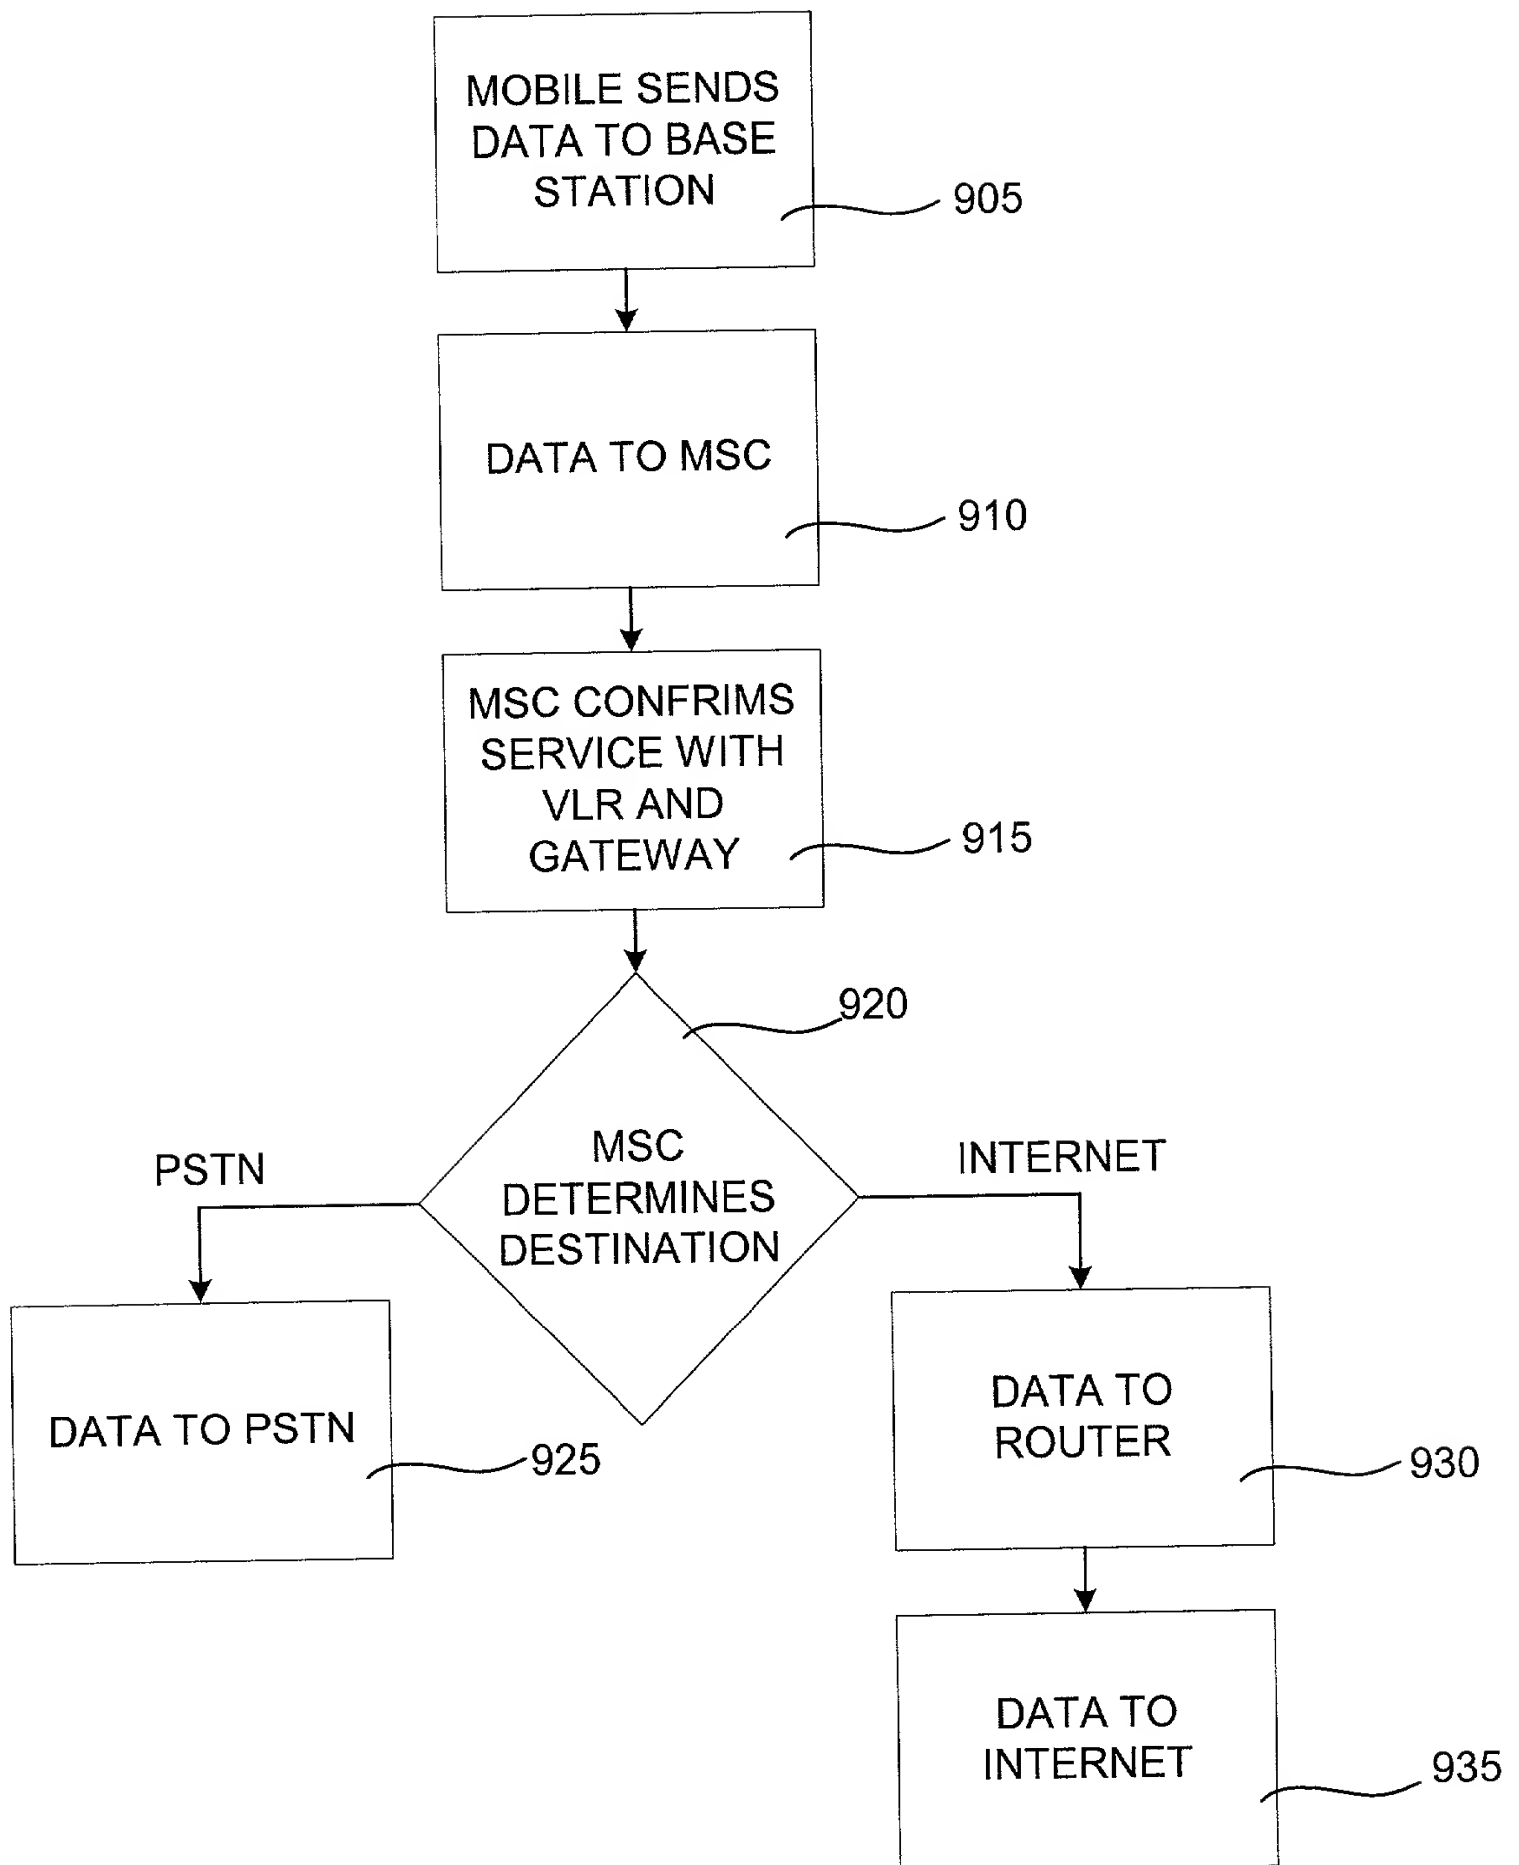 MOBILE SENDS
DATA TO BASE
STATION
905
DATA TO MSC
910
MSC CONFRIMS
SERVICE WITH
VLR AND
GATEWAY
915
920
MSC
DETERMINES
DESTINATION
PSTN
INTERNET
DATA TO PSTN
925
DATA TO
ROUTER
930
DATA TO
INTERNET
935